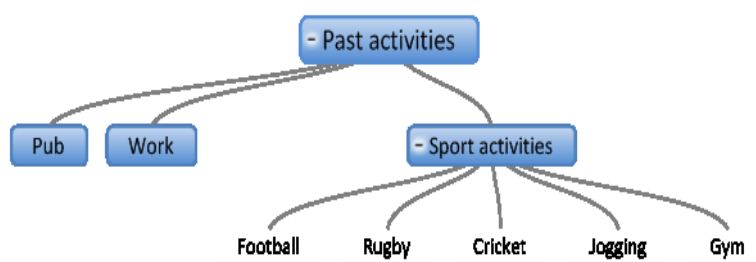 - Past activities
Pub
Work
- Sport activities
Football
Rugby
Cricket
Jogging
Gym